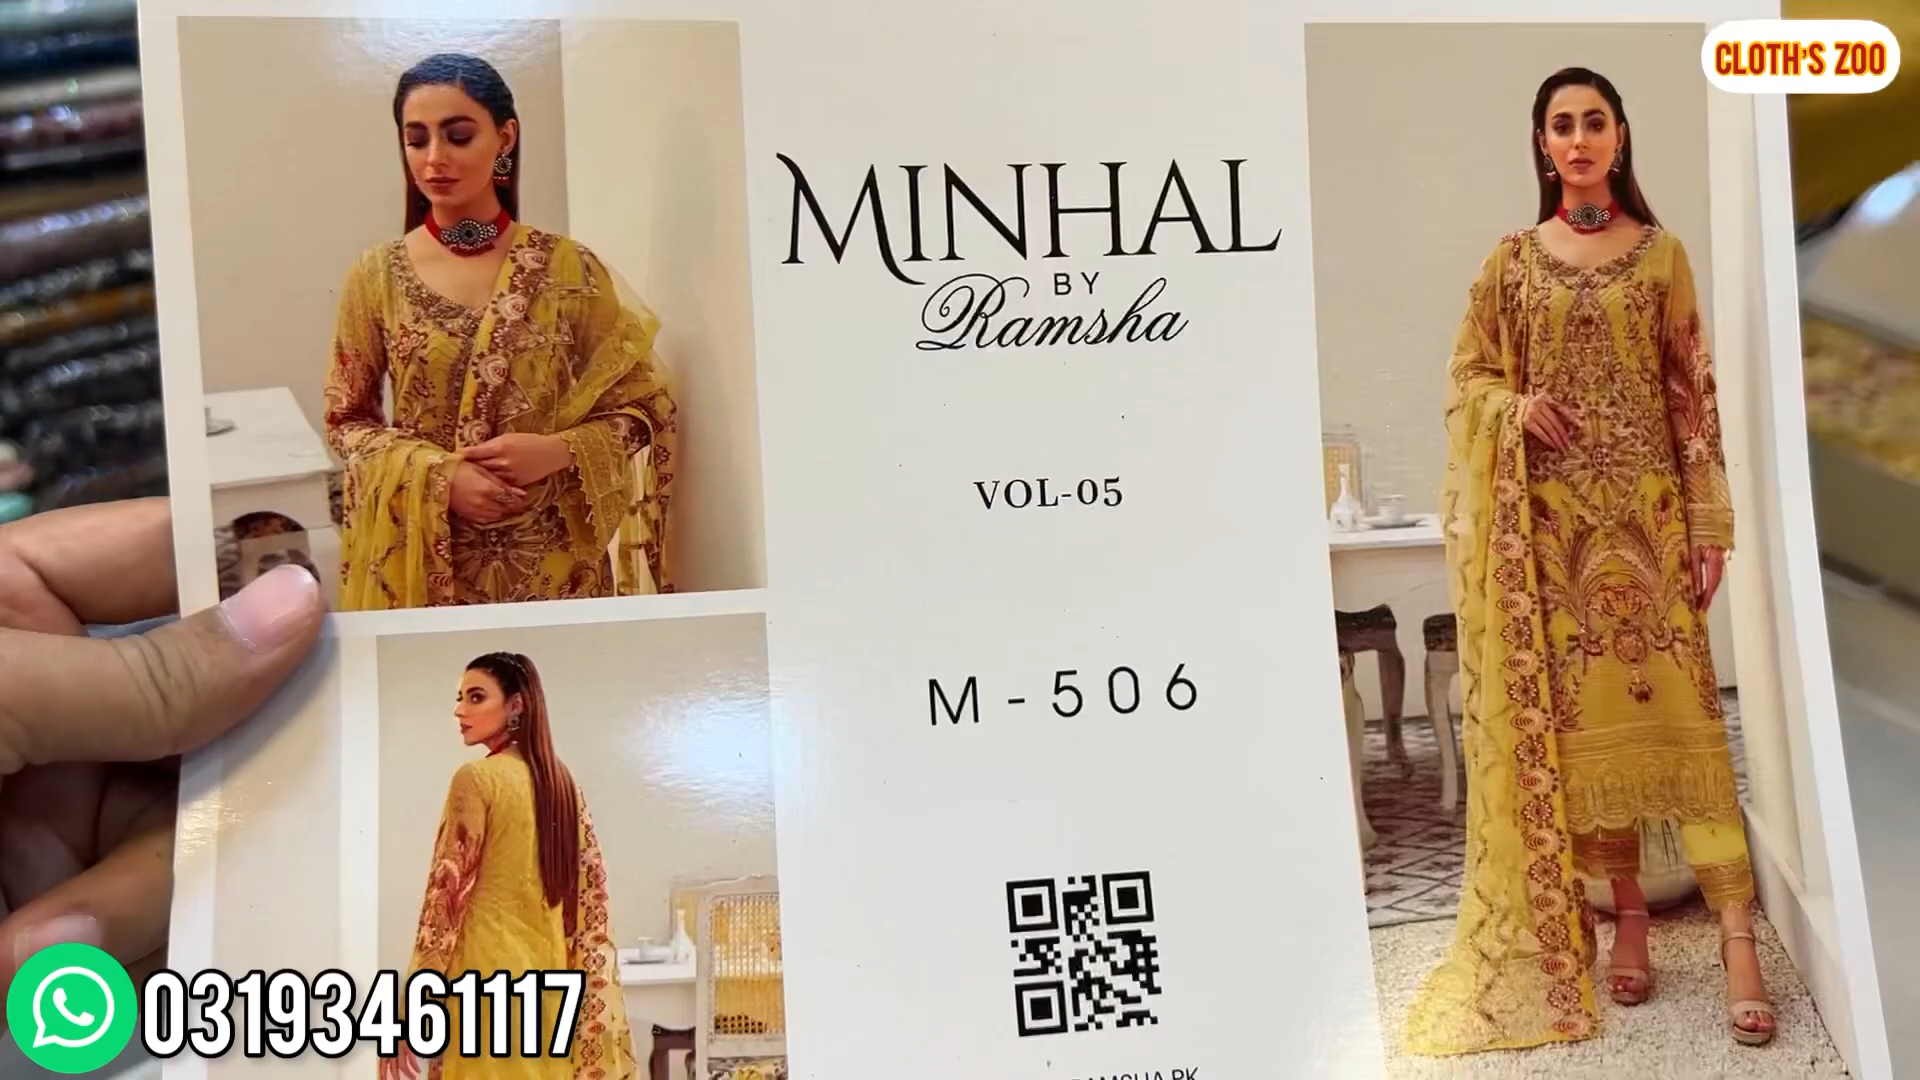 CLOTH'S ZOO
MINHAL
BY
Ramsha
VOL-05
M-506
03193461117